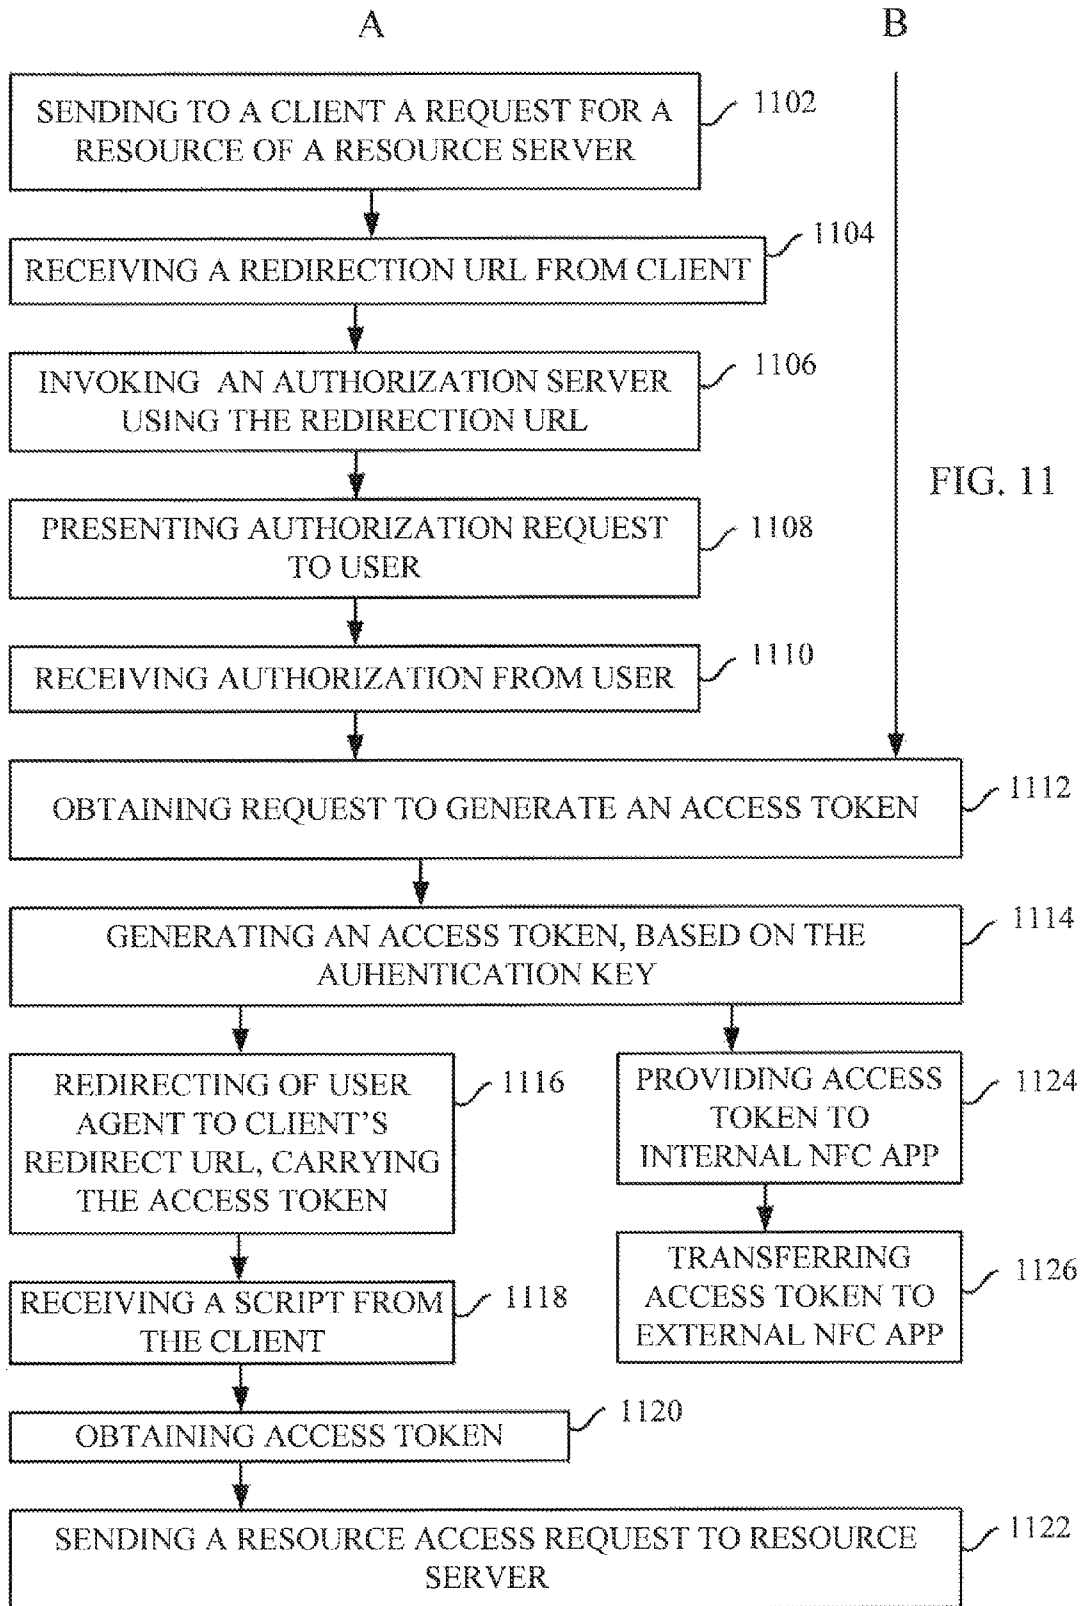 A
B
SENDING TO A CLIENT A REQUEST FOR A
RESOURCE OF A RESOURCE SERVER
1102
RECEIVING A REDIRECTION URL FROM CLIENT
1104
INVOKING AN AUTHORIZATION SERVER
USING THE REDIRECTION URL
1106
FIG. 11
PRESENTING AUTHORIZATION REQUEST
TO USER
1108
RECEIVING AUTHORIZATION FROM USER
1110
OBTAINING REQUEST TO GENERATE AN ACCESS TOKEN
1112
GENERATING AN ACCESS TOKEN, BASED ON THE
AUHENTICATION KEY
1114
REDIRECTING OF USER
AGENT TO CLIENT'S
REDIRECT URL, CARRYING
THE ACCESS TOKEN
1116
PROVIDING ACCESS
TOKEN TO
INTERNAL NFC APP
1124
RECEIVING A SCRIPT FROM
THE CLIENT
1118
TRANSFERRING
ACCESS TOKEN TO
EXTERNAL NFC APP
1126
OBTAINING ACCESS TOKEN
1120
SENDING A RESOURCE ACCESS REQUEST TO RESOURCE
SERVER
1122